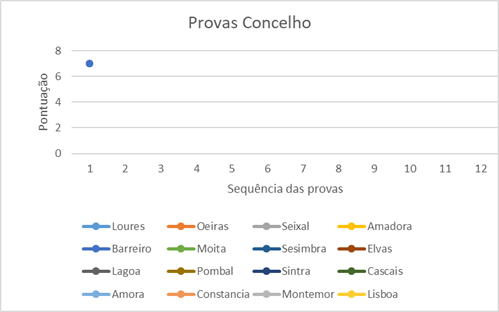 Provas Concelho
8
6
4
2
0
Pontuação
1 2 3 4 5 6 7 8 9 10 11 12
Sequência das provas
Loures Oeiras Seixal Amadora
Barreiro Moita Sesimbra Elvas
Lagoa Pombal Sintra Cascais
Amora Constancia Montemor Lisboa